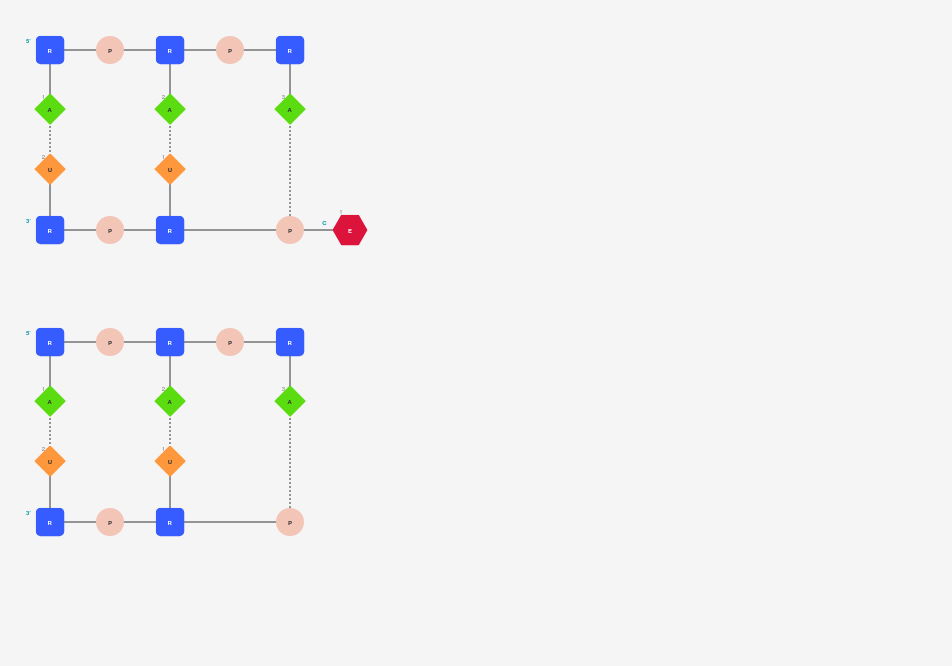 5'
R P R P R
1 2 3
A A A
2 1
U U
3' C 1
R P R P E
5'
R P R P R
1 2 3
A A A
2 1
U U
3'
R P R P